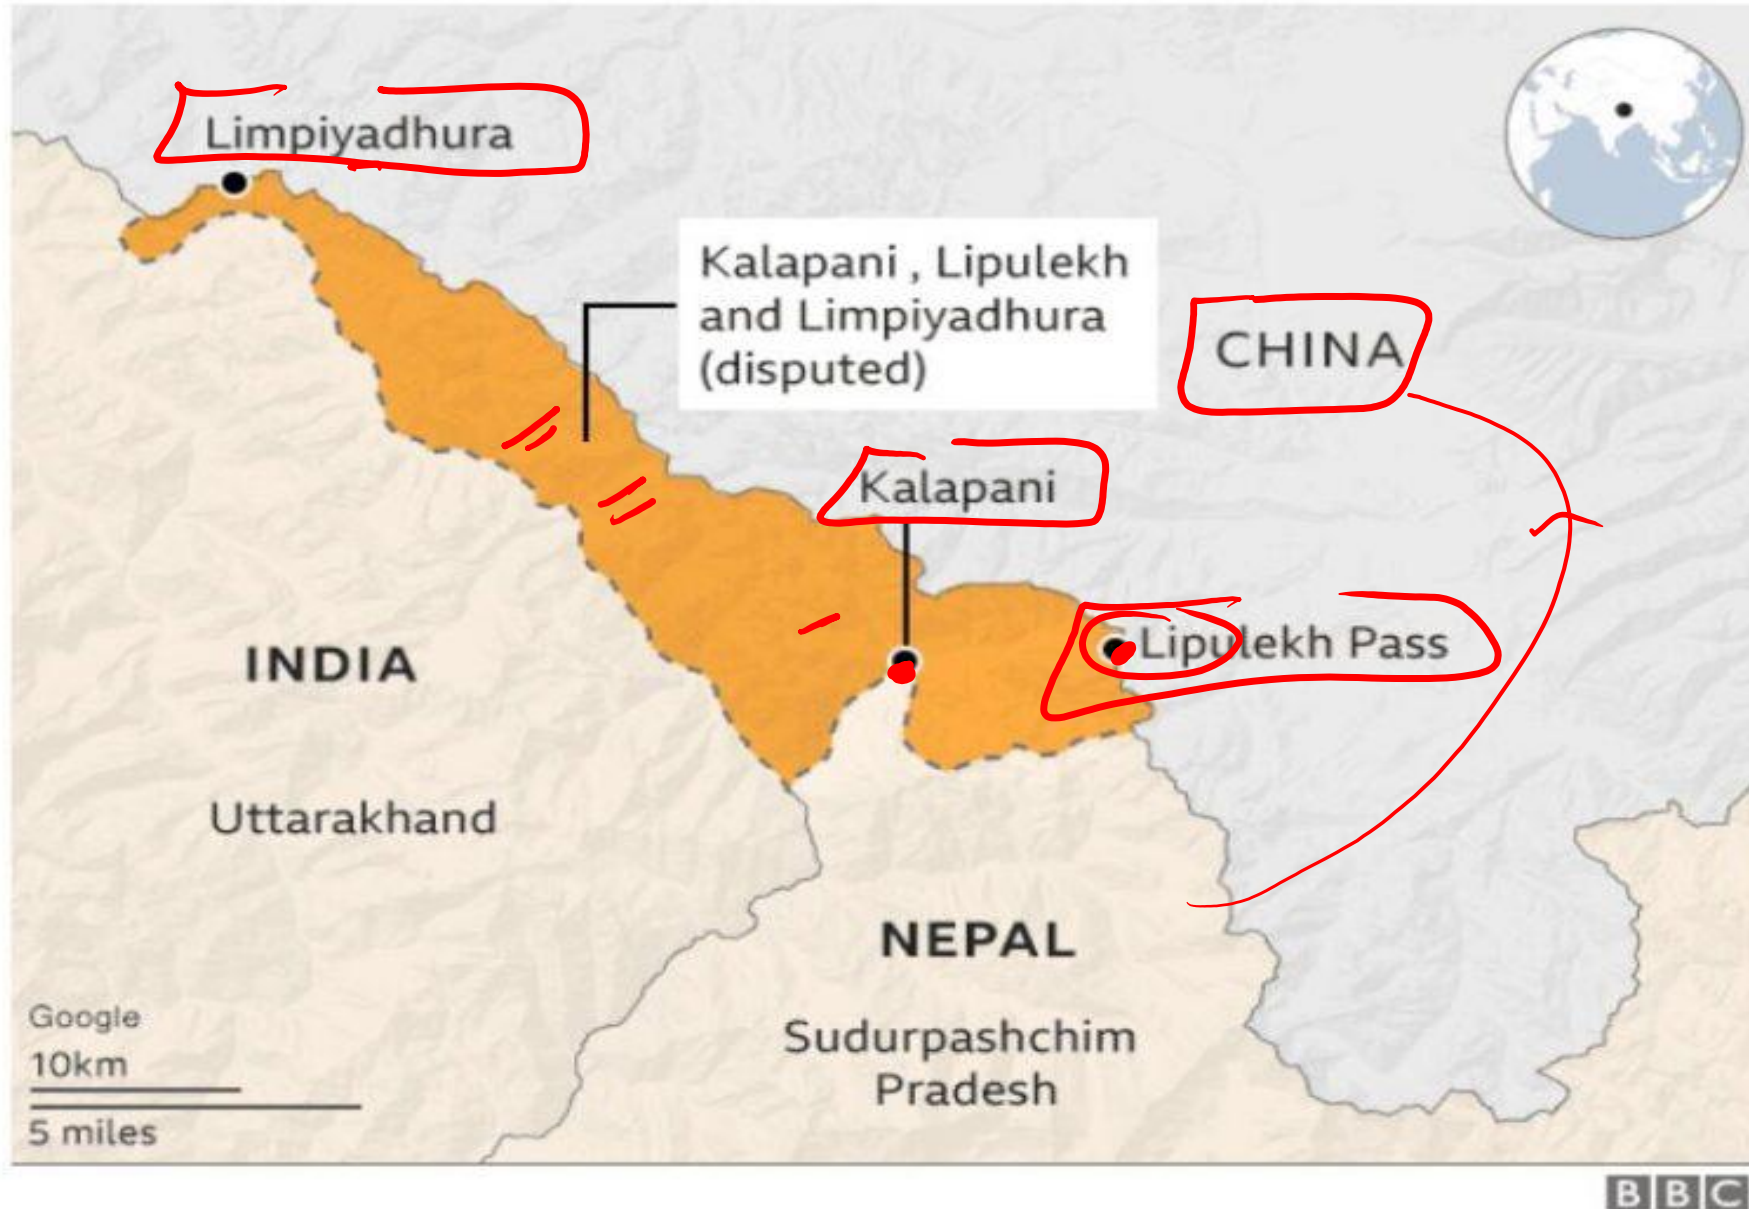 Limpiyadhura
Kalapani , Lipulekh
and Limpiyadhura
(disputed)
CHINA
Kalapani
Lipulekh Pass
INDIA
Uttarakhand
NEPAL
Sudurpashchim
Pradesh
Google
10km
5 miles
BBC